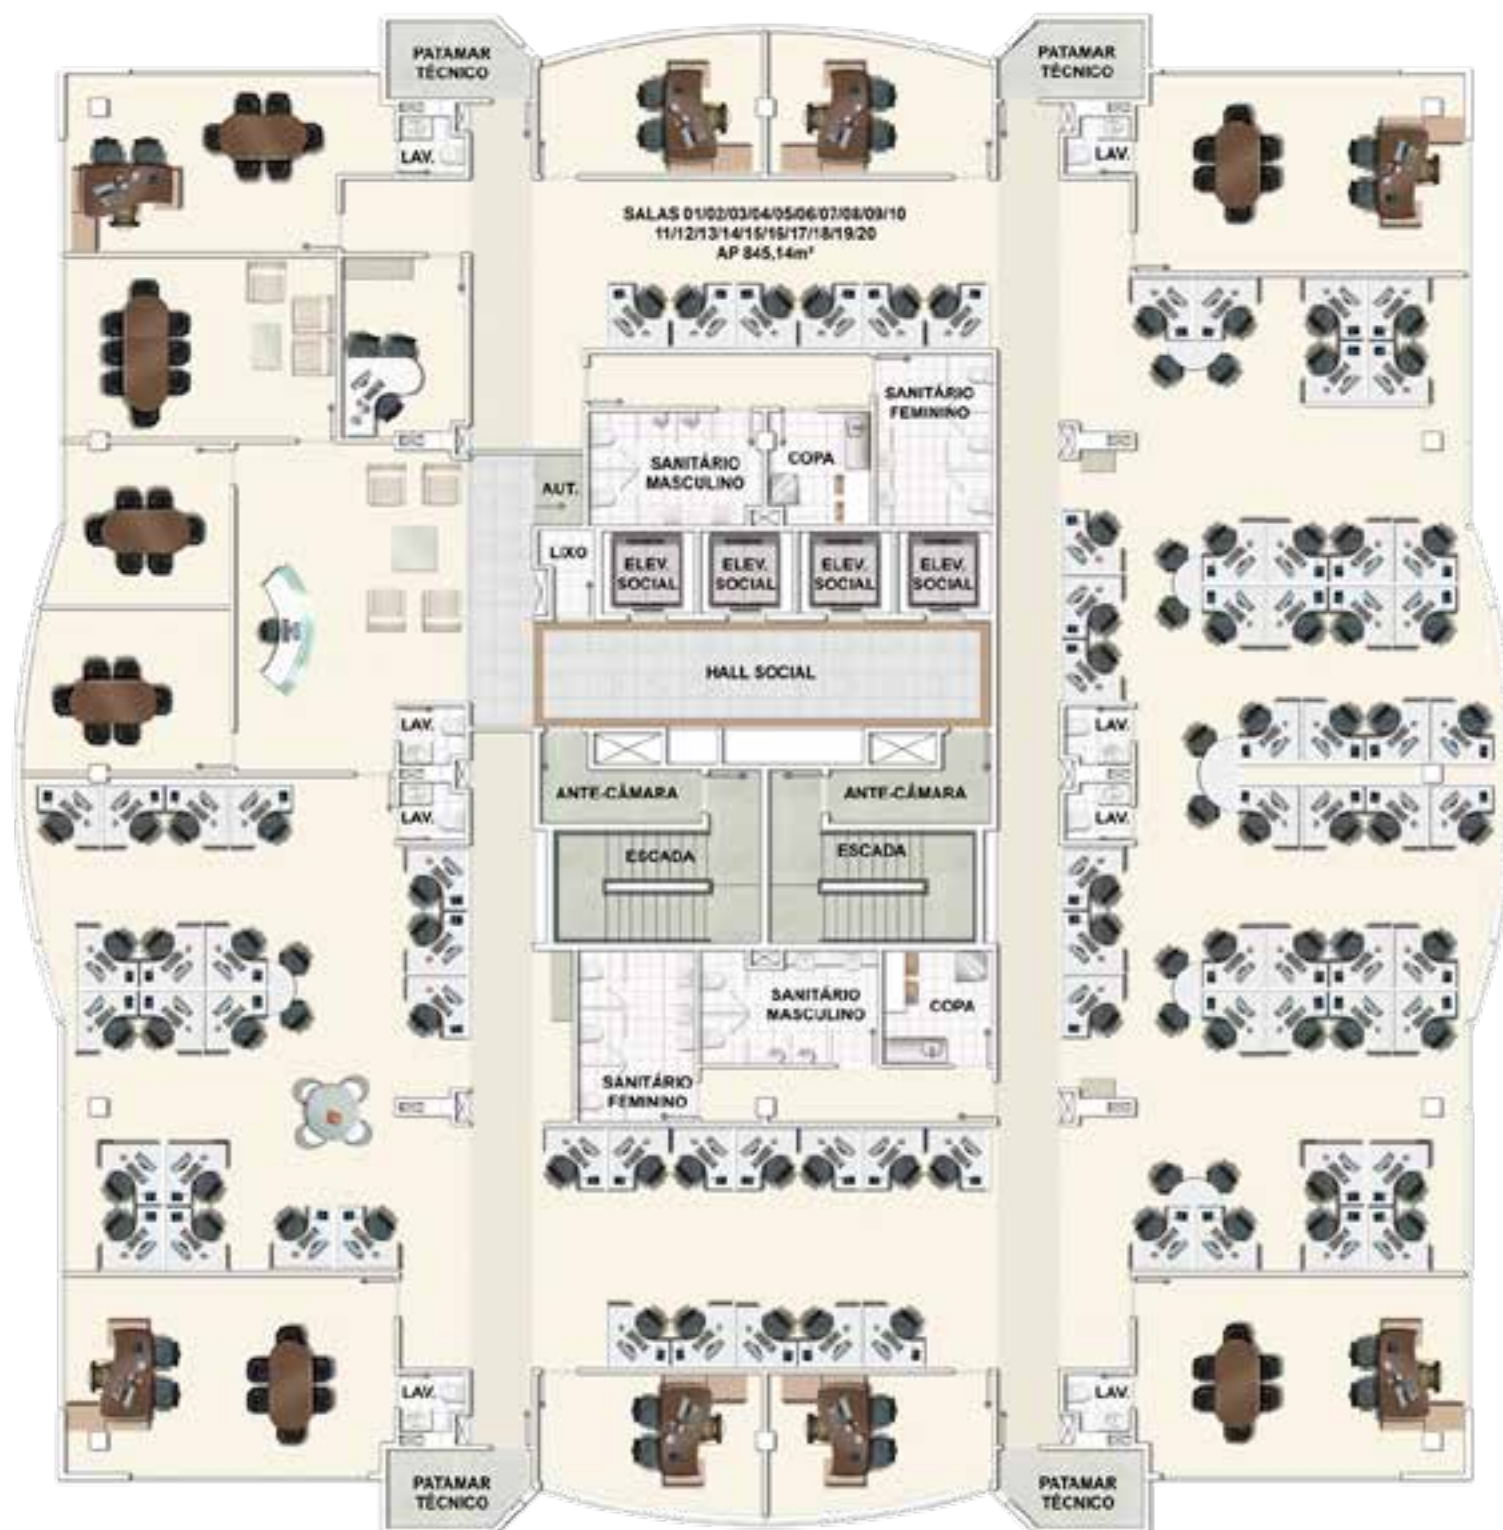 PATAMAR
TÉCNICO
PATAMAR
TÉCNICO
LAV.
LAV.
SALAS 01/02/03/04/05/06/07/08/09/10
11/12/13/14/15/16/17/18/19/20
AP 845,14m²
SANITÁRIO
FEMININO
SANITÁRIO
MASCULINO
COPA
AUT.
LIXO
ELEV.
SOCIAL
ELEV.
SOCIAL
ELEV.
SOCIAL
ELEV.
SOCIAL
HALL SOCIAL
LAV.
LAV.
ANTE-CÂMARA
ANTE-CÂMARA
LAV.
LAV.
ESCADA
ESCADA
SANITÁRIO
MASCULINO
COPA
SANITÁRIO
FEMININO
LAV.
LAV.
PATAMAR
TÉCNICO
PATAMAR
TÉCNICO